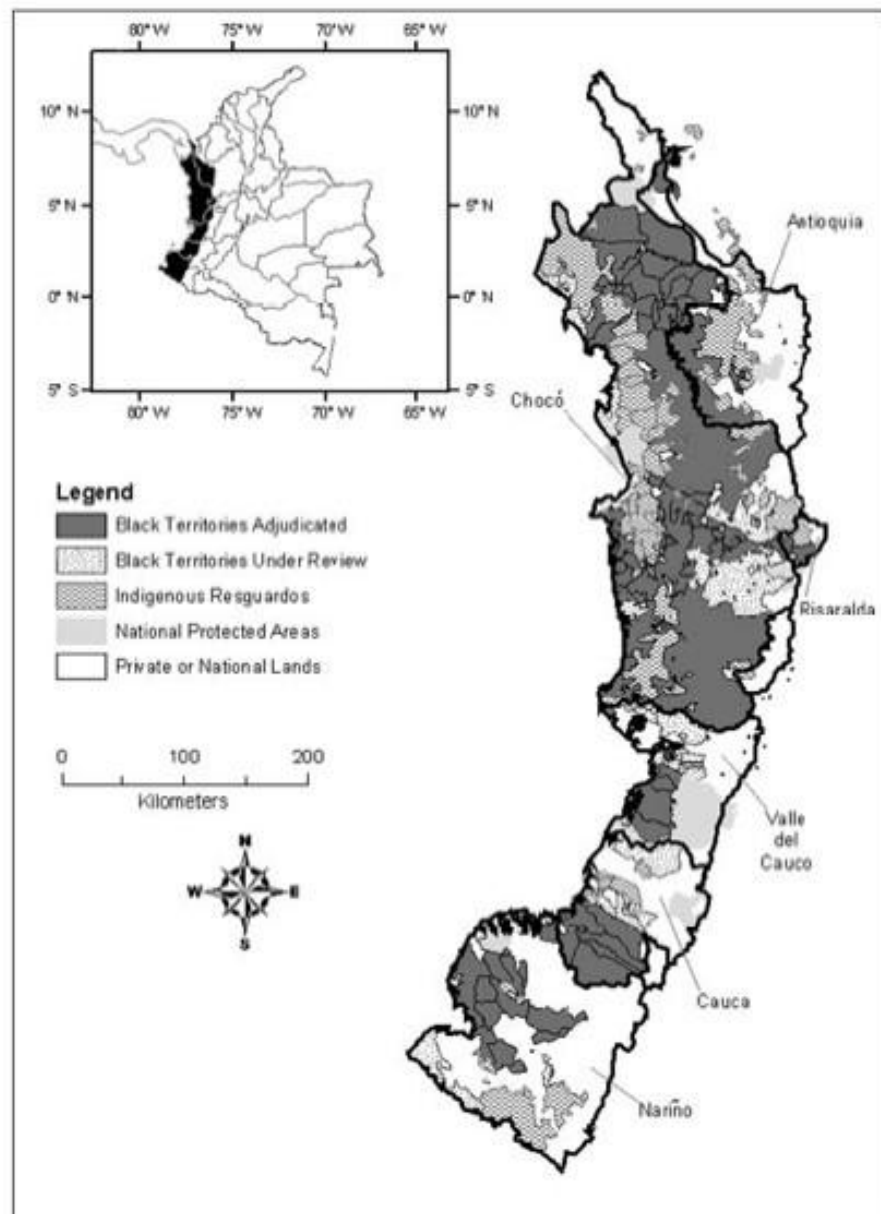 80° W 75° W 70° W 65° W
10° N 10° N
5° N 5° N
0° N 0° N
5° S 5° S
80° W 75° W 70° W 65° W
Antioquia
Chocó
Legend
Black Territories Adjudicated
Black Territories Under Review
Indigenous Resguardos
National Protected Areas
Private or National Lands
Risaralda
0 100 200
Kilometers
Valle
del
Cauco
N
W E
S
Cauca
Nariño